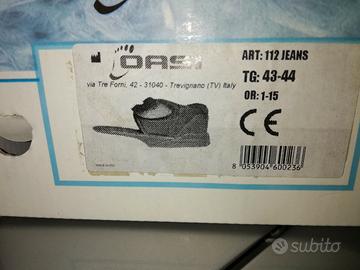 OASI
ART: 112 JEANS
via Tre Forni, 42 - 31040 - Trevignano (TV) Italy
TG: 43-44
OR: 1-15
CE
8 053904 600236
subito